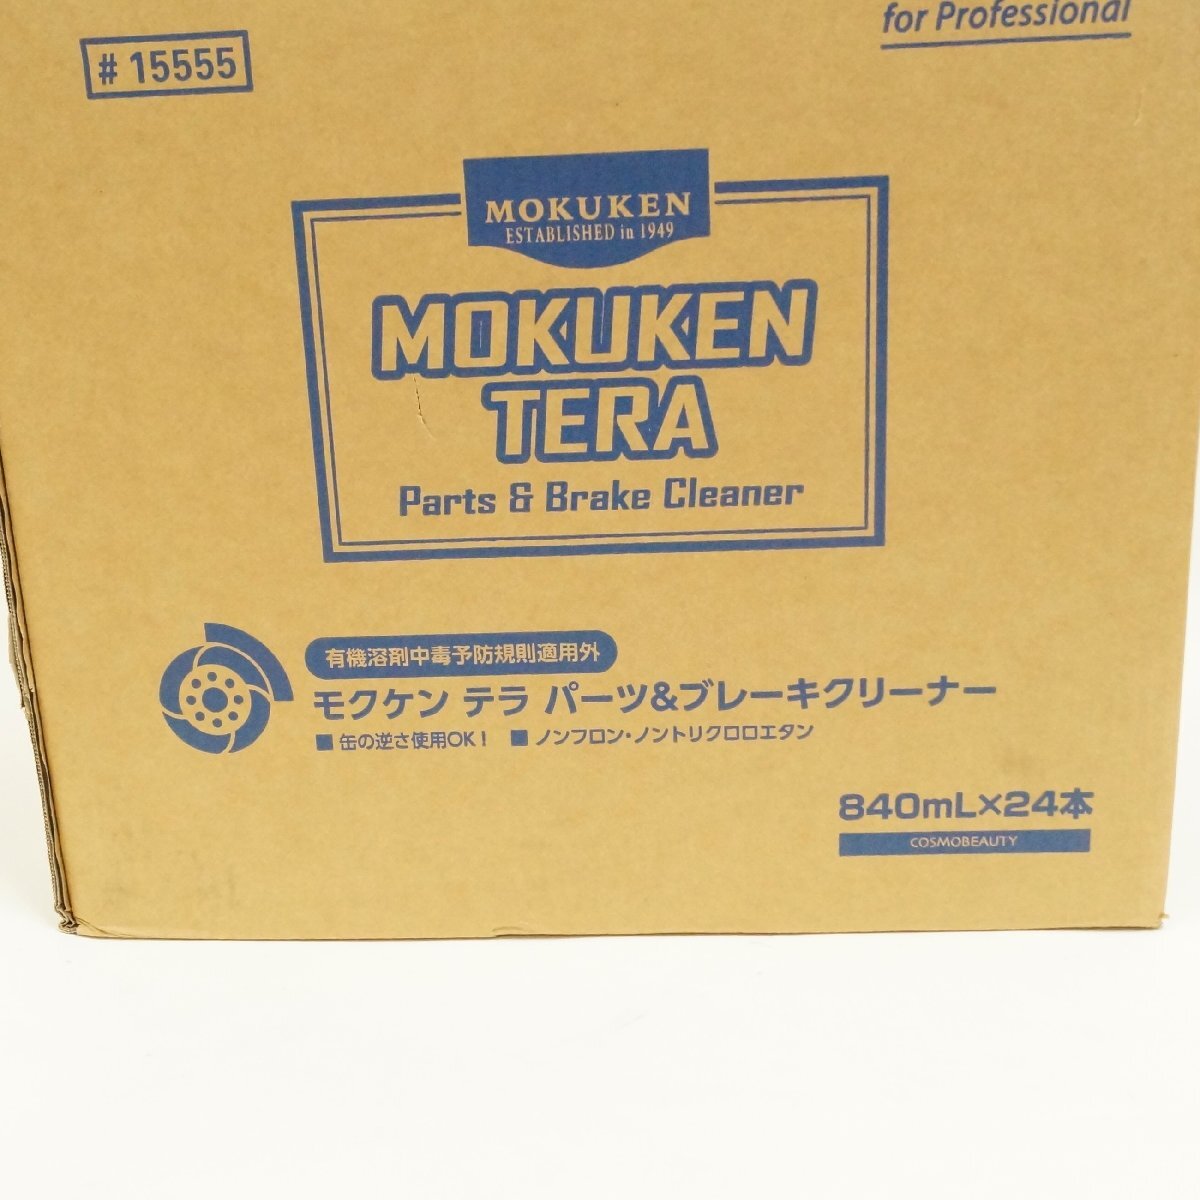 for Professional
# 15555
MOKUKEN
ESTABLISHED in 1949
MOKUKEN
TERA
Parts & Brake Cleaner
有機溶剤中毒予防規則適用外
モクケン テラ パーツ&ブレーキクリーナー
■ 缶の逆さ使用OK! ■ ノンフロン・ノントリクロロエタン
840mL×24本
COSMOBEAUTY